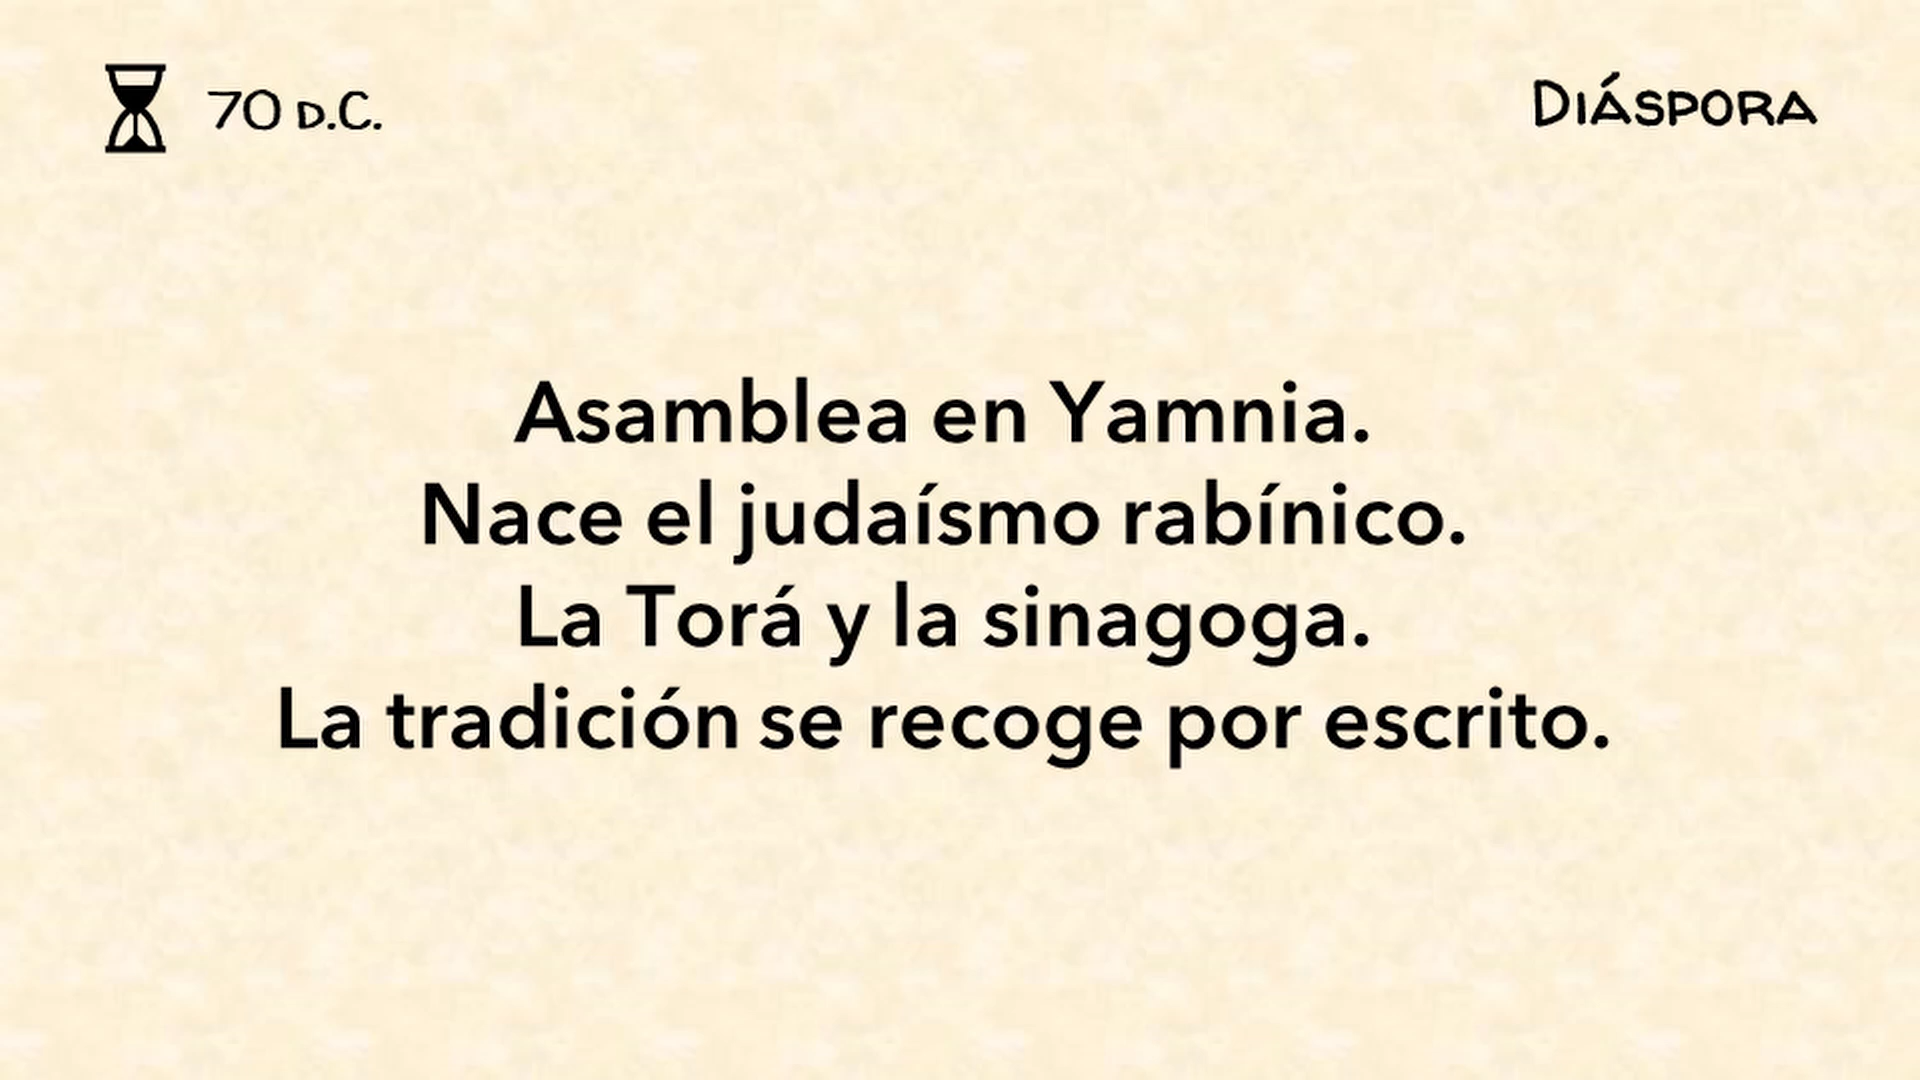 70 d.C.
Diáspora
Asamblea en Yamnia.
Nace el judaísmo rabínico.
La Torá y la sinagoga.
La tradición se recoge por escrito.